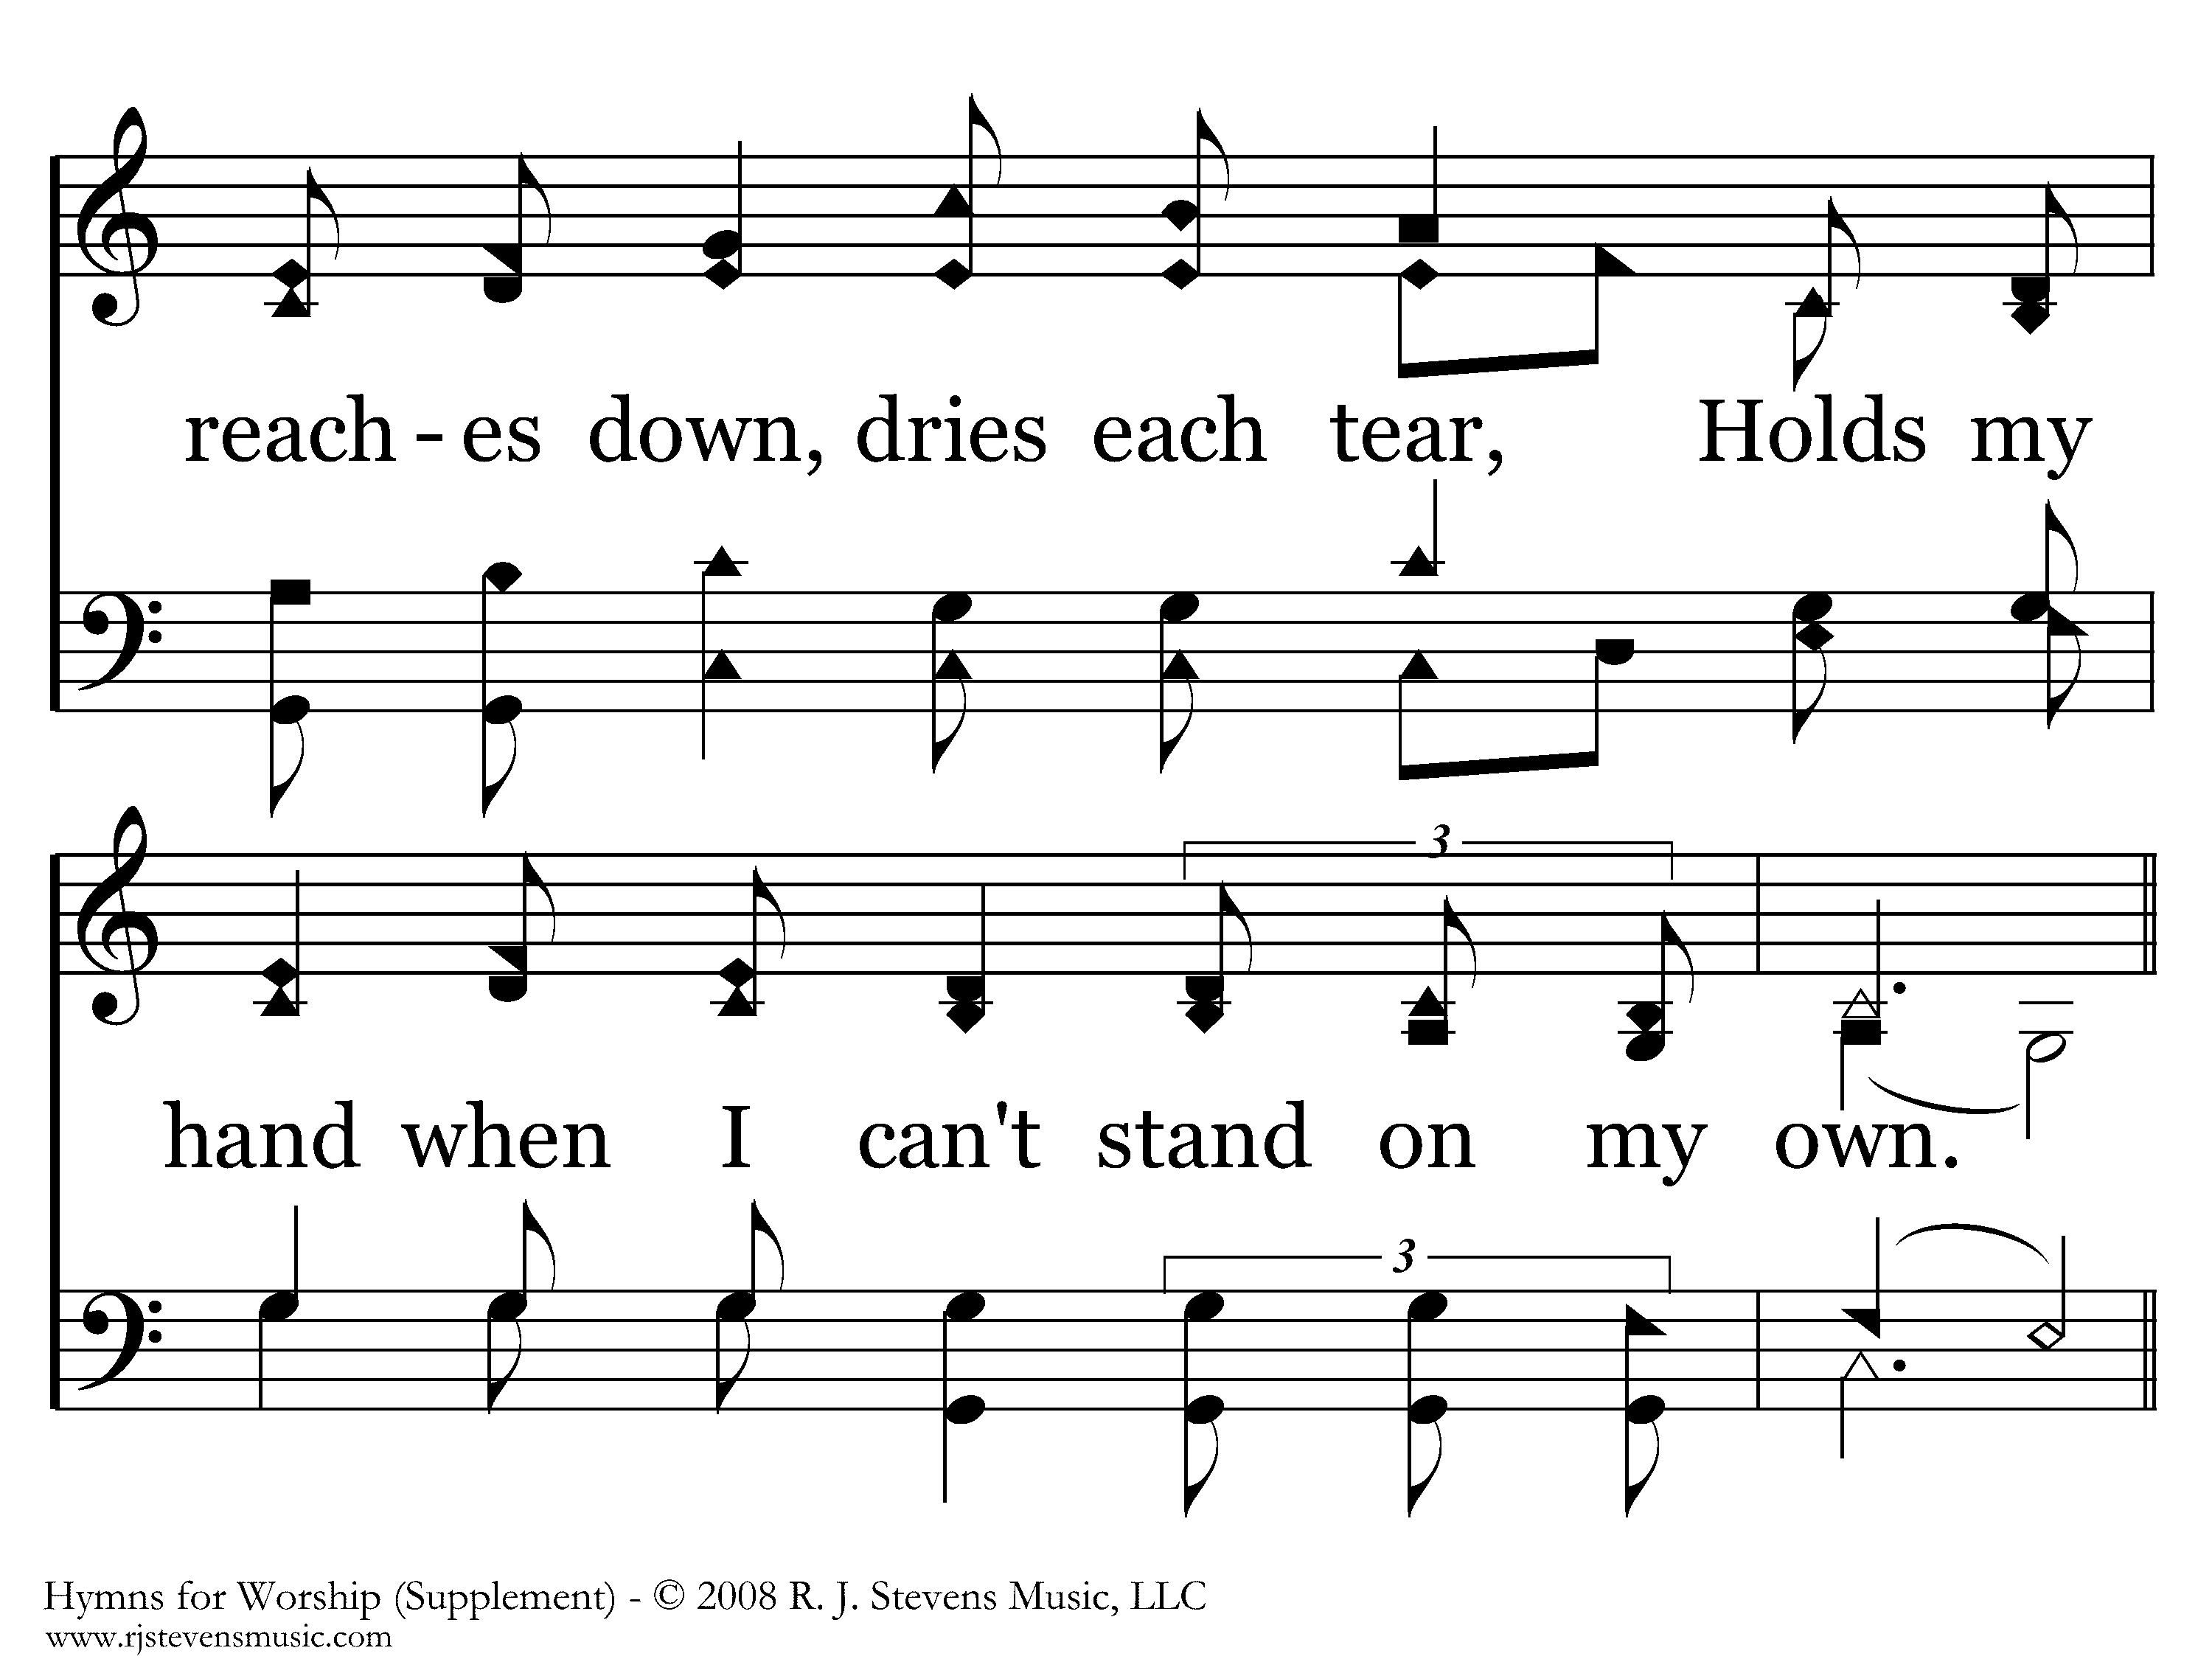 reach - es down, dries each tear, Holds my
3
hand when I can't stand on my own.
3
Hymns for Worship (Supplement) - © 2008 R. J. Stevens Music, LLC
www.rjstevensmusic.com